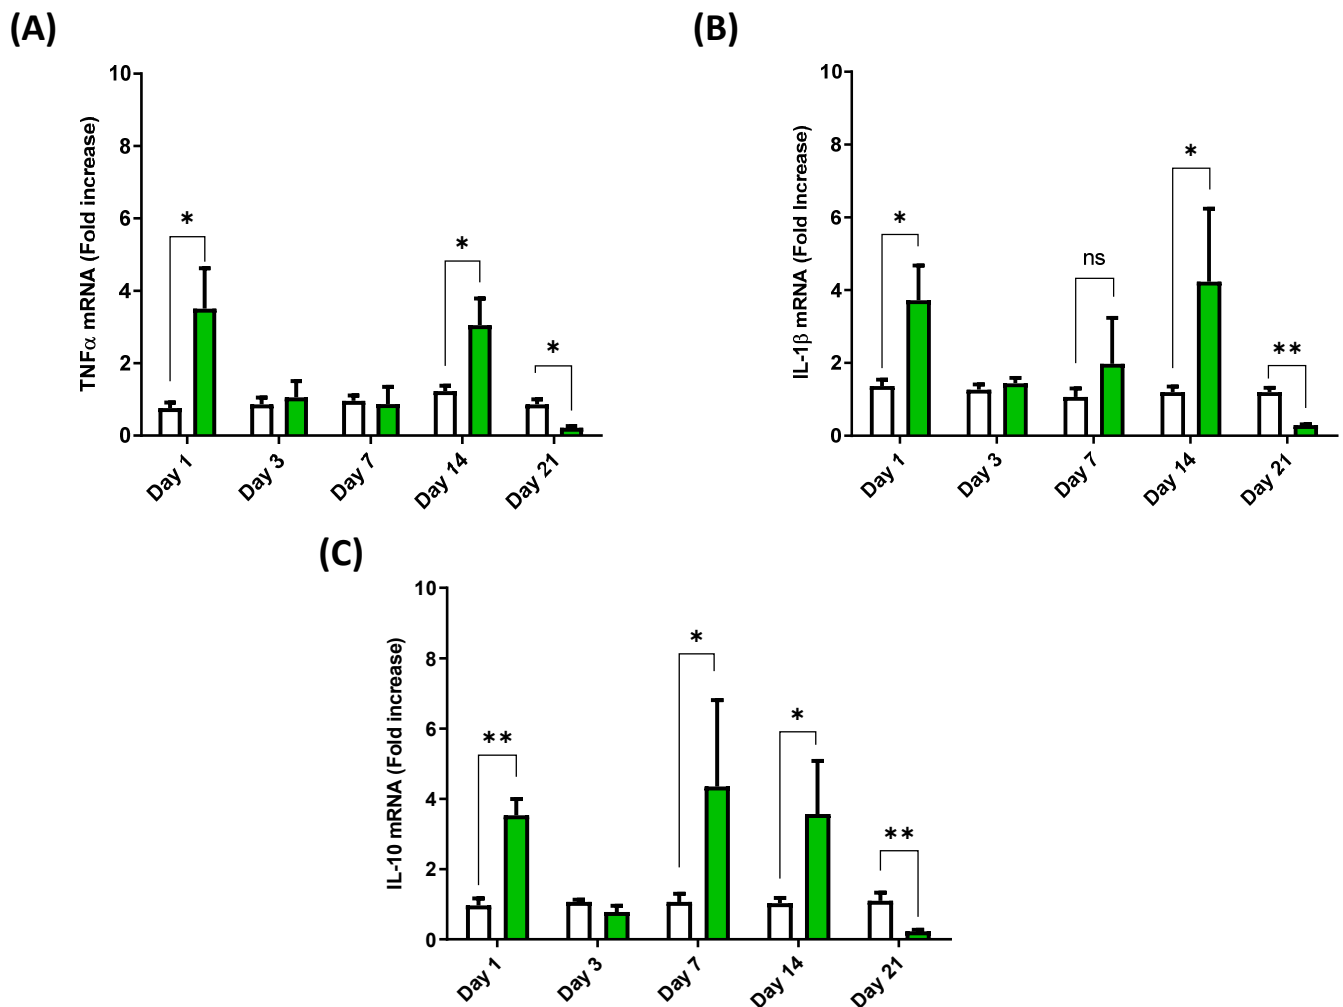 (A)
TNFα mRNA (Fold increase)
10
8
6
4
2
0
*
*
*
Day 1
Day 3
Day 7
Day 14
Day 21
(B)
IL-1β mRNA (Fold Increase)
10
8
6
4
2
0
*
ns
*
**
Day 1
Day 3
Day 7
Day 14
Day 21
(C)
IL-10 mRNA (Fold increase)
10
8
6
4
2
0
**
*
*
**
Day 1
Day 3
Day 7
Day 14
Day 21